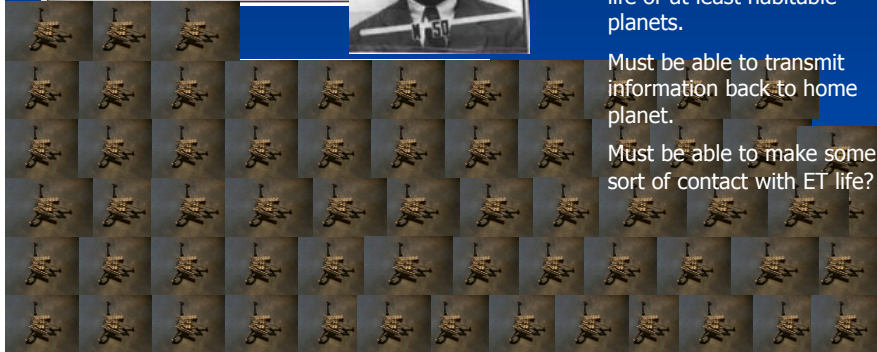 planets.
Must be able to transmit
information back to home
planet.
Must be able to make some
sort of contact with ET life?